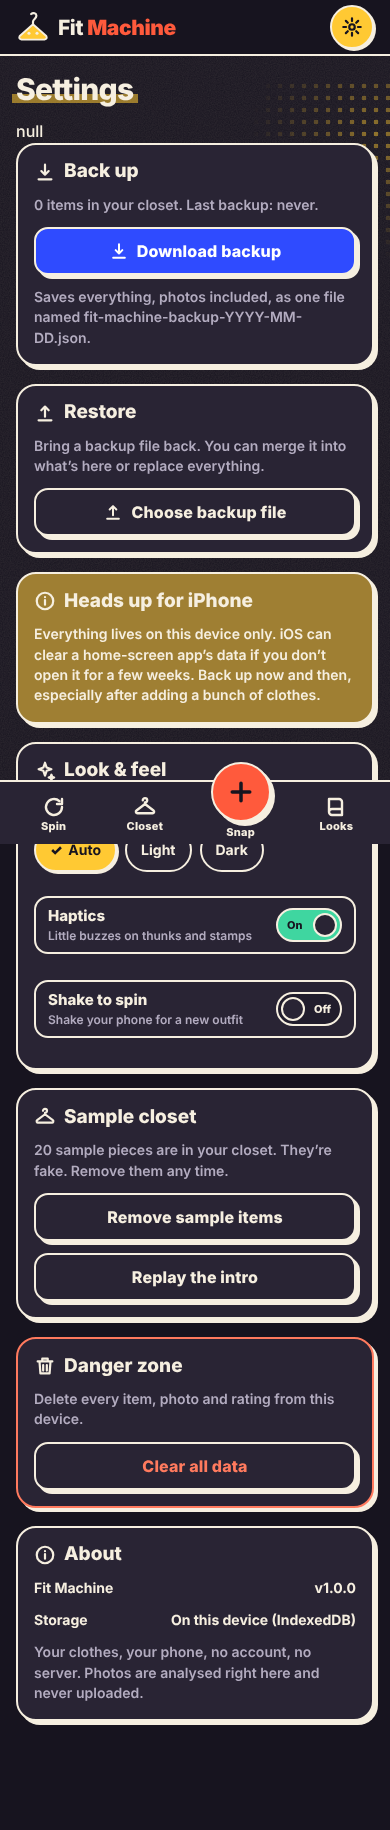 Fit Machine
Settings
null
Back up
0 items in your closet. Last backup: never.
Download backup
Saves everything, photos included, as one file
named fit-machine-backup-YYYY-MM-
DD.json.
Restore
Bring a backup file back. You can merge it into
what’s here or replace everything.
Choose backup file
Heads up for iPhone
Everything lives on this device only. iOS can
clear a home-screen app’s data if you don’t
open it for a few weeks. Back up now and then,
especially after adding a bunch of clothes.
Look & feel
Spin
Closet
Snap
Looks
Auto
Light
Dark
Haptics
Little buzzes on thunks and stamps
On
Shake to spin
Shake your phone for a new outfit
Off
Sample closet
20 sample pieces are in your closet. They’re
fake. Remove them any time.
Remove sample items
Replay the intro
Danger zone
Delete every item, photo and rating from this
device.
Clear all data
About
Fit Machine v1.0.0
Storage On this device (IndexedDB)
Your clothes, your phone, no account, no
server. Photos are analysed right here and
never uploaded.